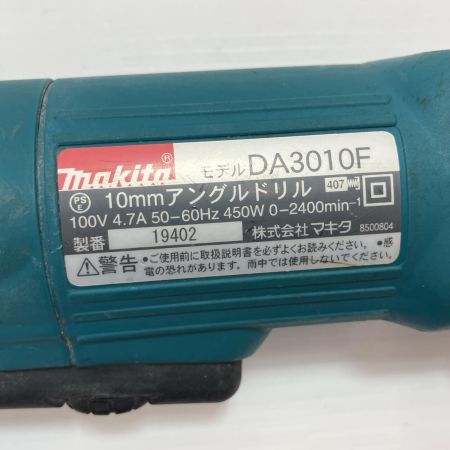 makita® モデル DA3010F
PS E 10mmアングルドリル 407
100V 4.7A 50-60Hz 450W 0-2400min-1
製番 19402 株式会社 マキタ 8500804
⚠警告 ●ご使用前に取扱説明書を必ずよくお読みください。●感
電の恐れがあります。雨中では使用しないでください。